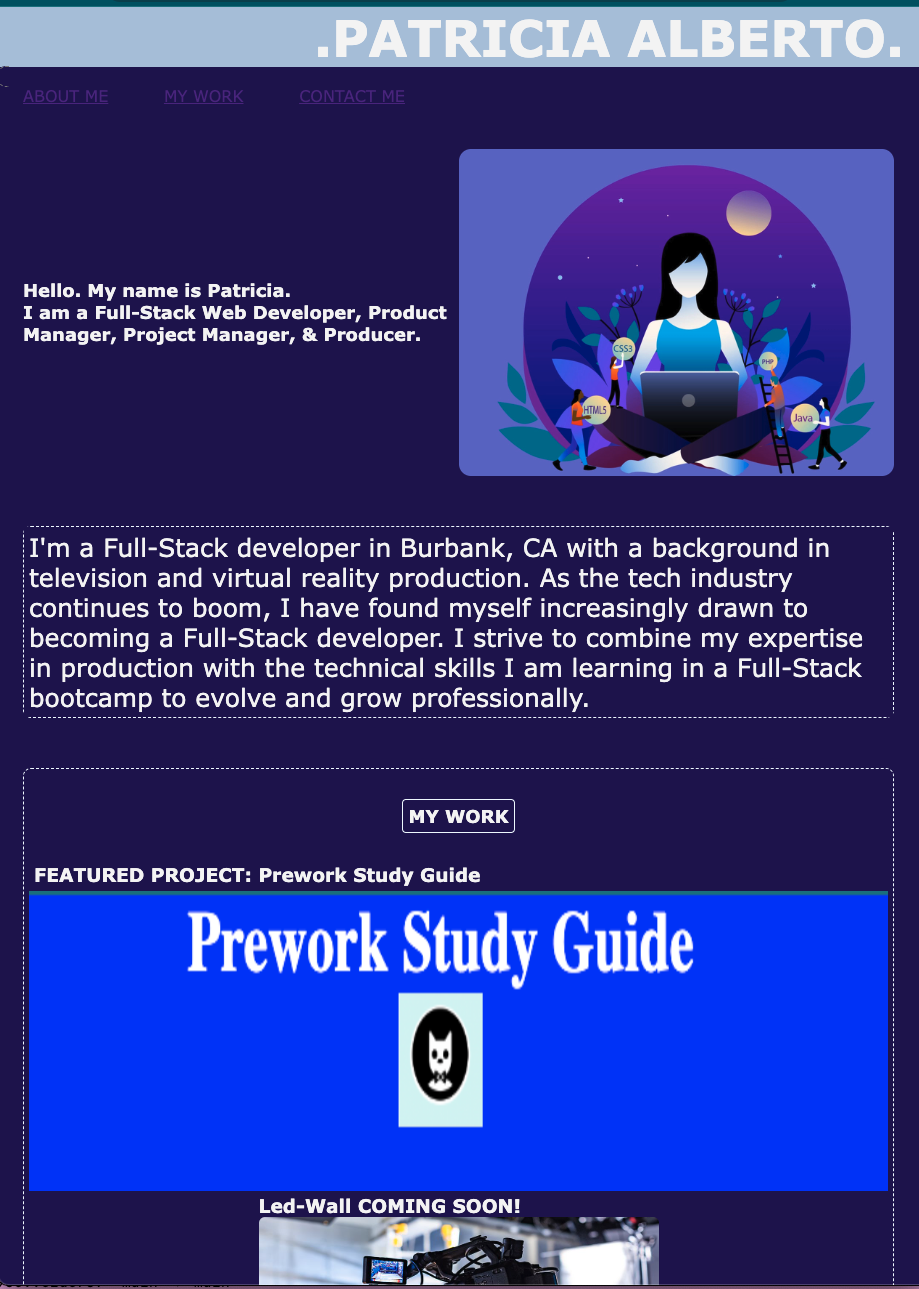 .PATRICIA ALBERTO.
ABOUT ME MY WORK CONTACT ME
Hello. My name is Patricia.
I am a Full-Stack Web Developer, Product
Manager, Project Manager, & Producer.
CSS3
PHP
HTML5
Java
I'm a Full-Stack developer in Burbank, CA with a background in
television and virtual reality production. As the tech industry
continues to boom, I have found myself increasingly drawn to
becoming a Full-Stack developer. I strive to combine my expertise
in production with the technical skills I am learning in a Full-Stack
bootcamp to evolve and grow professionally.
MY WORK
FEATURED PROJECT: Prework Study Guide
Prework Study Guide
Led-Wall COMING SOON!